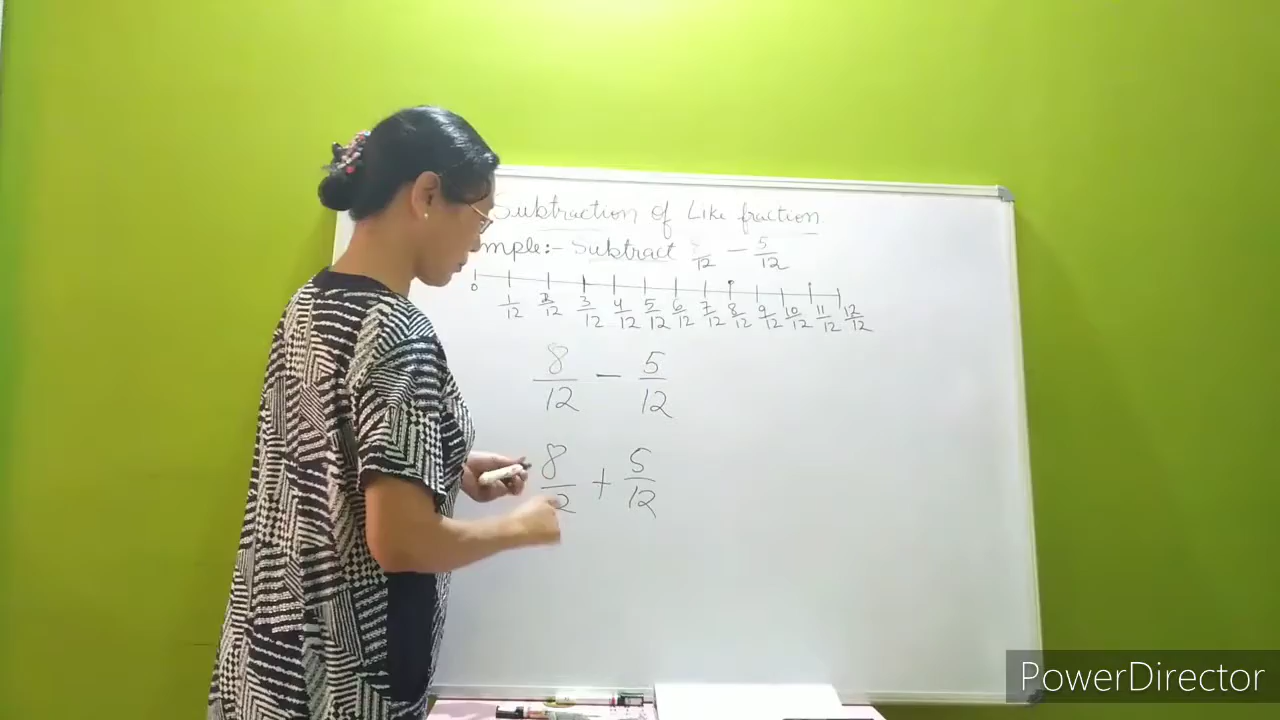 Subtraction of Like fraction
mple:- Subtract 8/12 - 5/12
0 1/12 2/12 3/12 4/12 5/12 6/12 7/12 8/12 9/12 10/12 11/12 12/12
8/12 - 5/12
8/12 + 5/12
PowerDirector